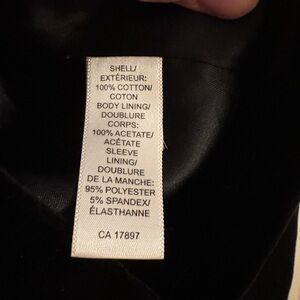 SHELL/
EXTÉRIEUR:
100% COTTON/
COTON
BODY LINING/
DOUBLURE
CORPS:
100% ACETATE/
ACÉTATE
SLEEVE
LINING/
DOUBLURE
DE LA MANCHE:
95% POLYESTER
5% SPANDEX/
ÉLASTHANNE
CA 17897